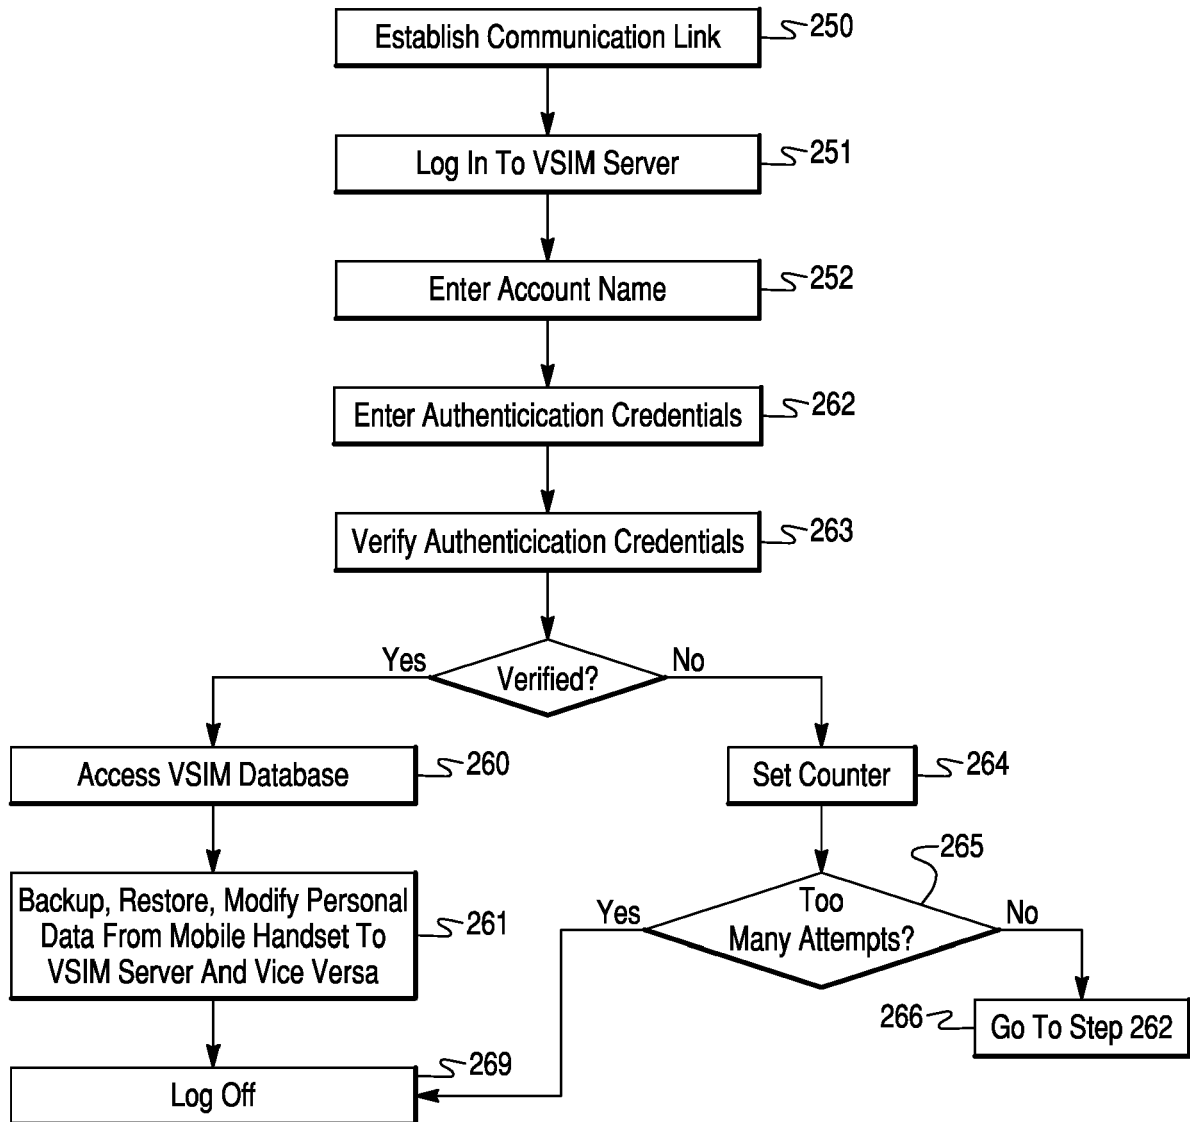 Establish Communication Link
250
Log In To VSIM Server
251
Enter Account Name
252
Enter Authenticication Credentials
262
Verify Authenticication Credentials
263
Yes
Verified?
No
Access VSIM Database
260
Set Counter
264
265
Backup, Restore, Modify Personal
Data From Mobile Handset To
VSIM Server And Vice Versa
261
Yes
Too
Many Attempts?
No
266
Go To Step 262
Log Off
269